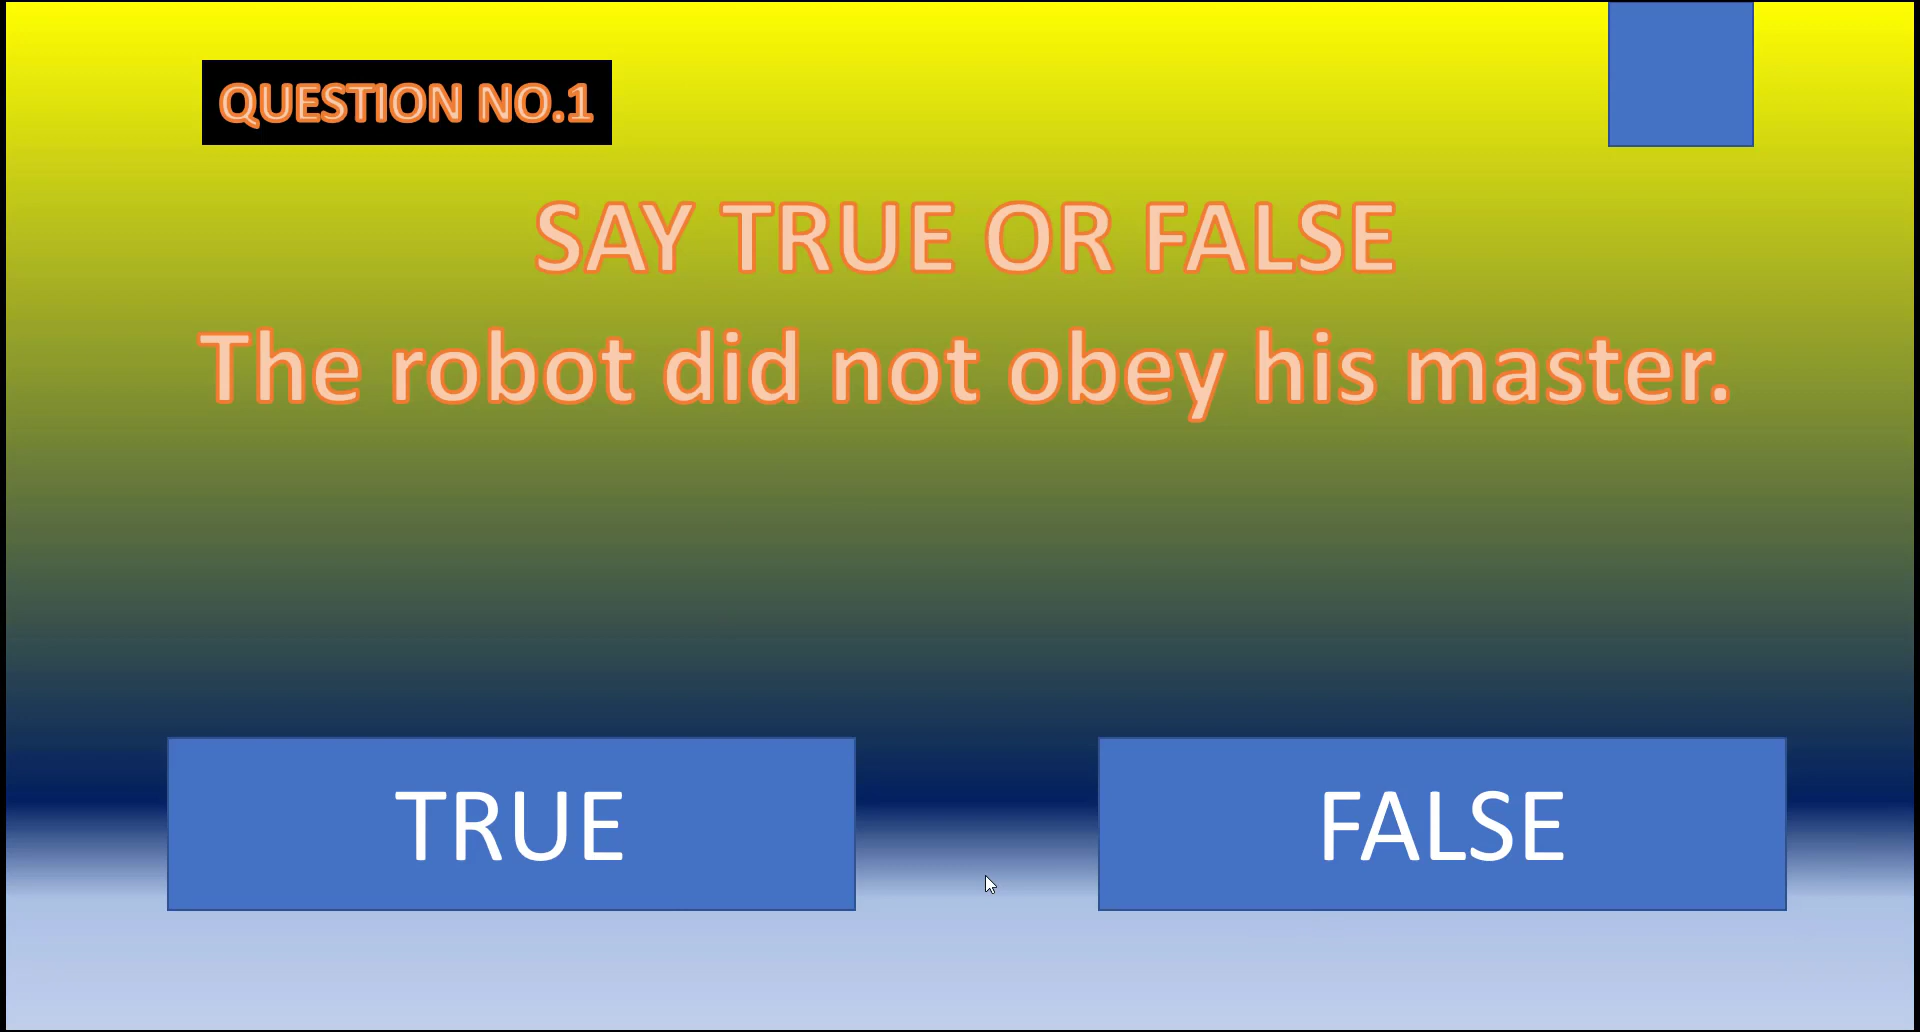 QUESTION NO.1
SAY TRUE OR FALSE
The robot did not obey his master.
TRUE
FALSE